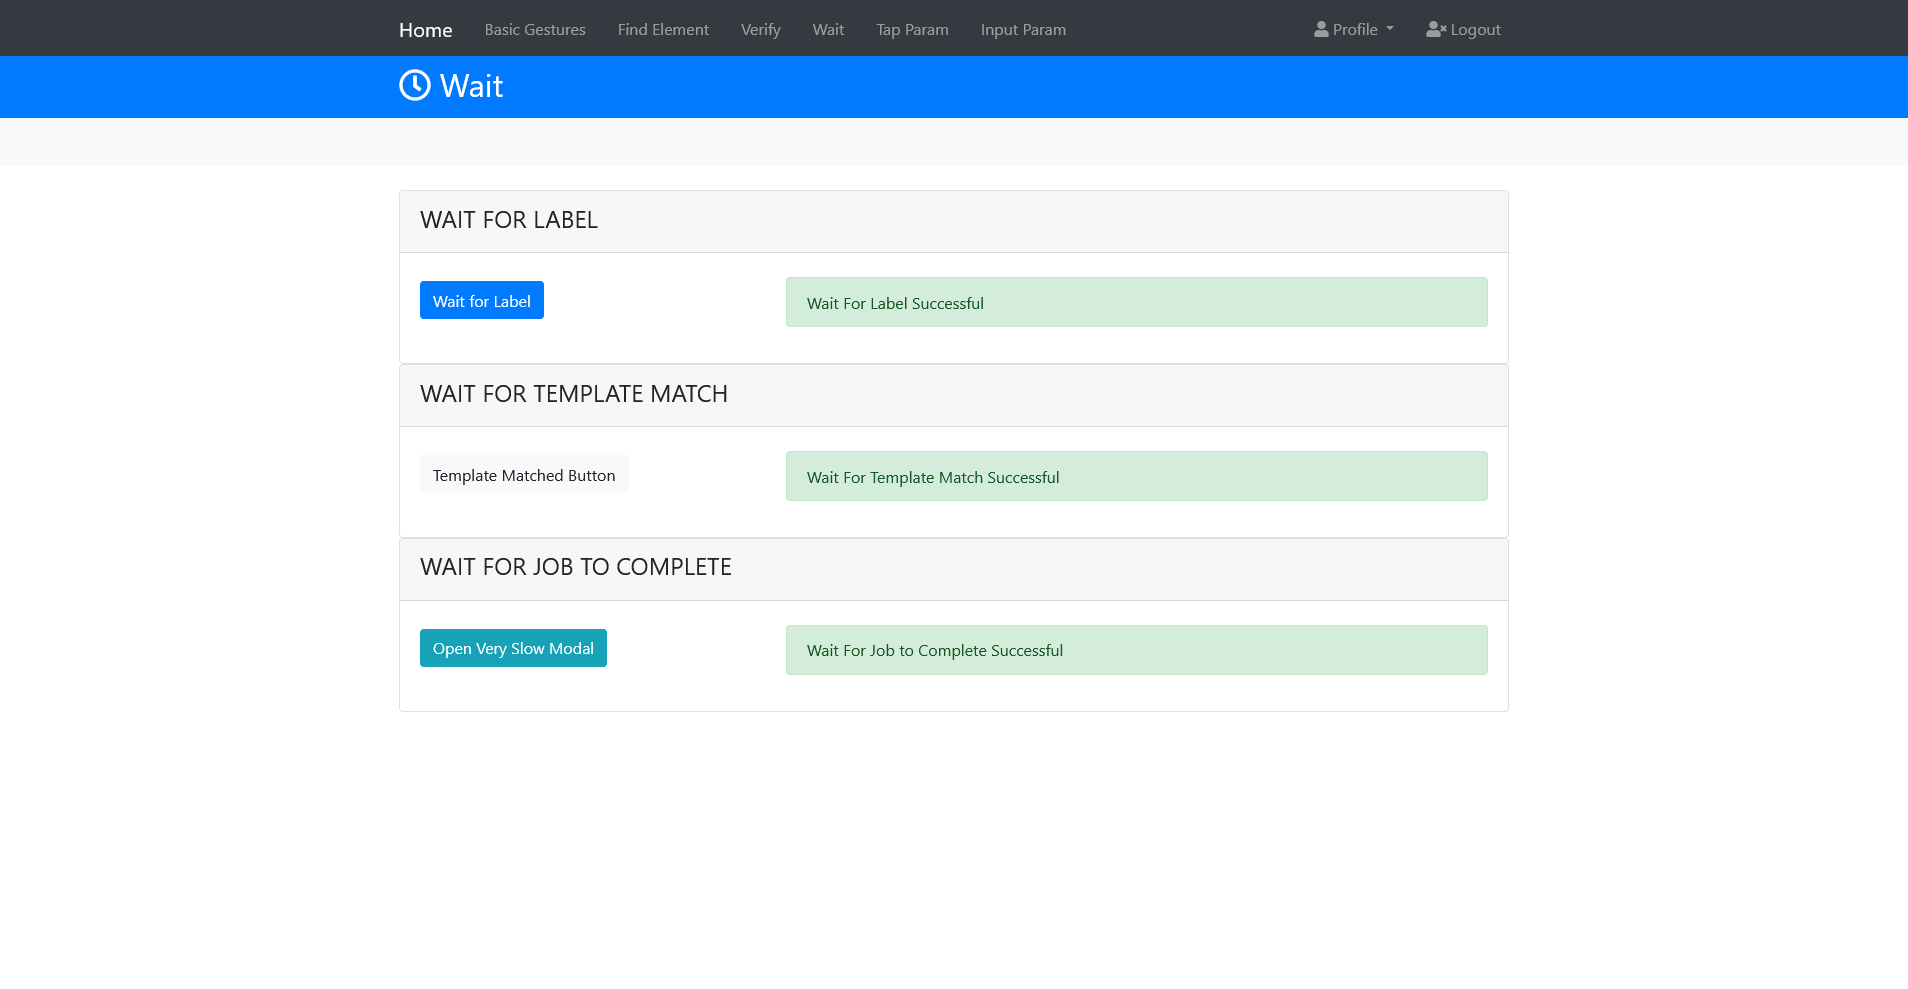 Home Basic Gestures Find Element Verify Wait Tap Param Input Param Profile Logout
Wait
WAIT FOR LABEL
Wait for Label Wait For Label Successful
WAIT FOR TEMPLATE MATCH
Template Matched Button Wait For Template Match Successful
WAIT FOR JOB TO COMPLETE
Open Very Slow Modal Wait For Job to Complete Successful